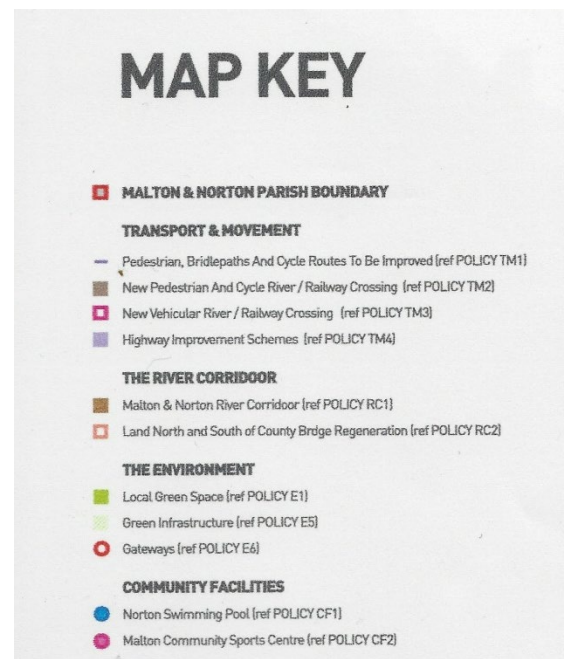 MAP KEY
MALTON & NORTON PARISH BOUNDARY
TRANSPORT & MOVEMENT
Pedestrian, Bridlepaths And Cycle Routes To Be Improved (ref POLICY TM1)
New Pedestrian And Cycle River / Railway Crossing (ref POLICY TM2)
New Vehicular River / Railway Crossing (ref POLICY TM3)
Highway Improvement Schemes (ref POLICY TM4)
THE RIVER CORRIDOOR
Malton & Norton River Corridor (ref POLICY RC1)
Land North and South of County Brdge Regeneration (ref POLICY RC2)
THE ENVIRONMENT
Local Green Space (ref POLICY E1)
Green Infrastructure (ref POLICY E5)
Gateways (ref POLICY E6)
COMMUNITY FACILITIES
Norton Swimming Pool (ref POLICY CF1)
Malton Community Sports Centre (ref POLICY CF2)